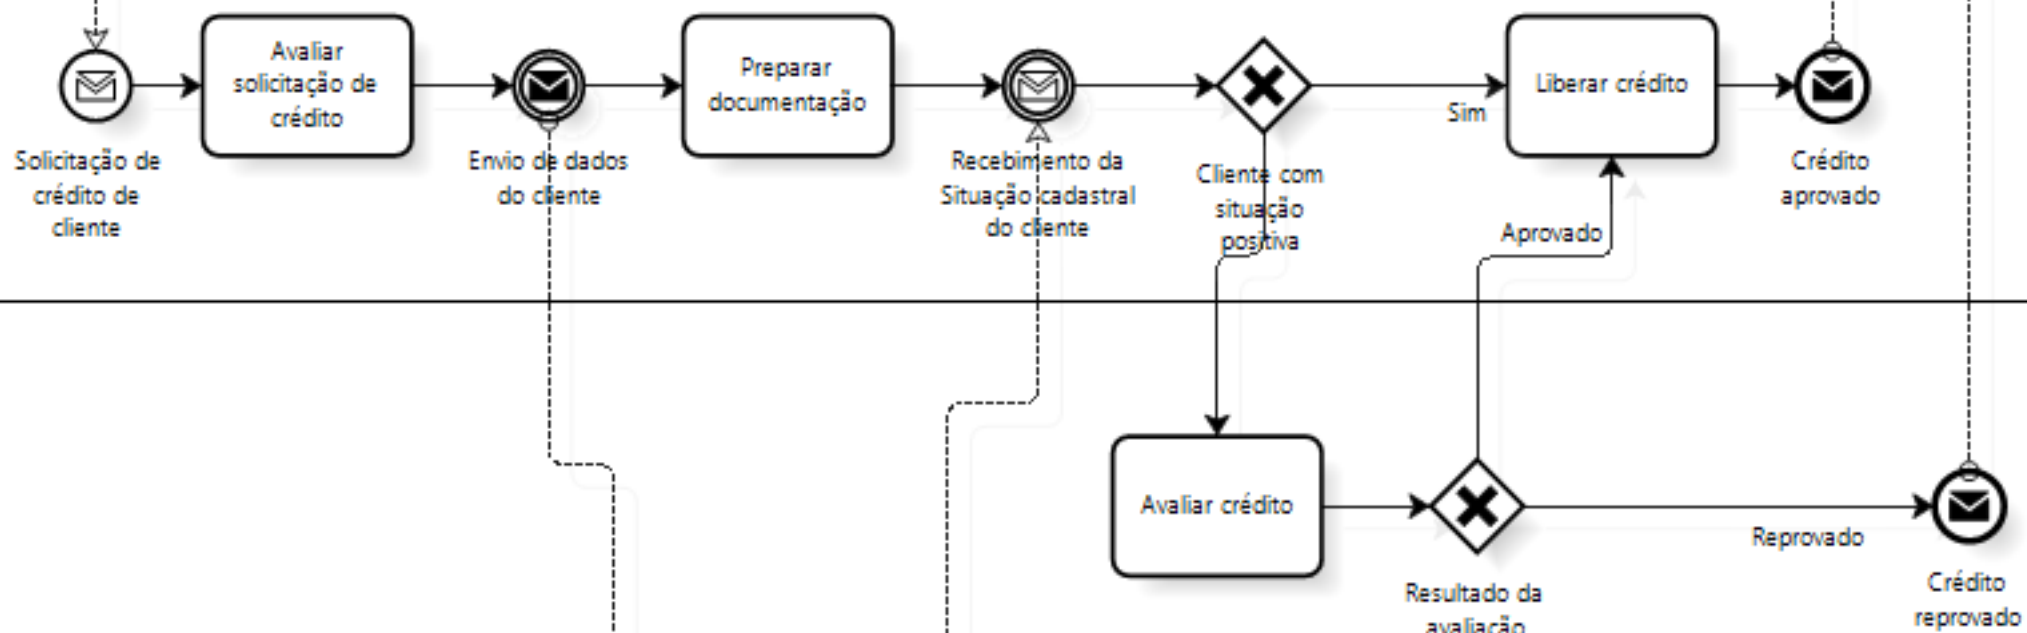 Avaliar
solicitação de
crédito
Preparar
documentação
Liberar crédito
Sim
Solicitação de
crédito de
cliente
Envio de dados
do cliente
Recebimento da
Situação cadastral
do cliente
Cliente com
situação
positiva
Crédito
aprovado
Aprovado
Avaliar crédito
Reprovado
Resultado da
avaliação
Crédito
reprovado